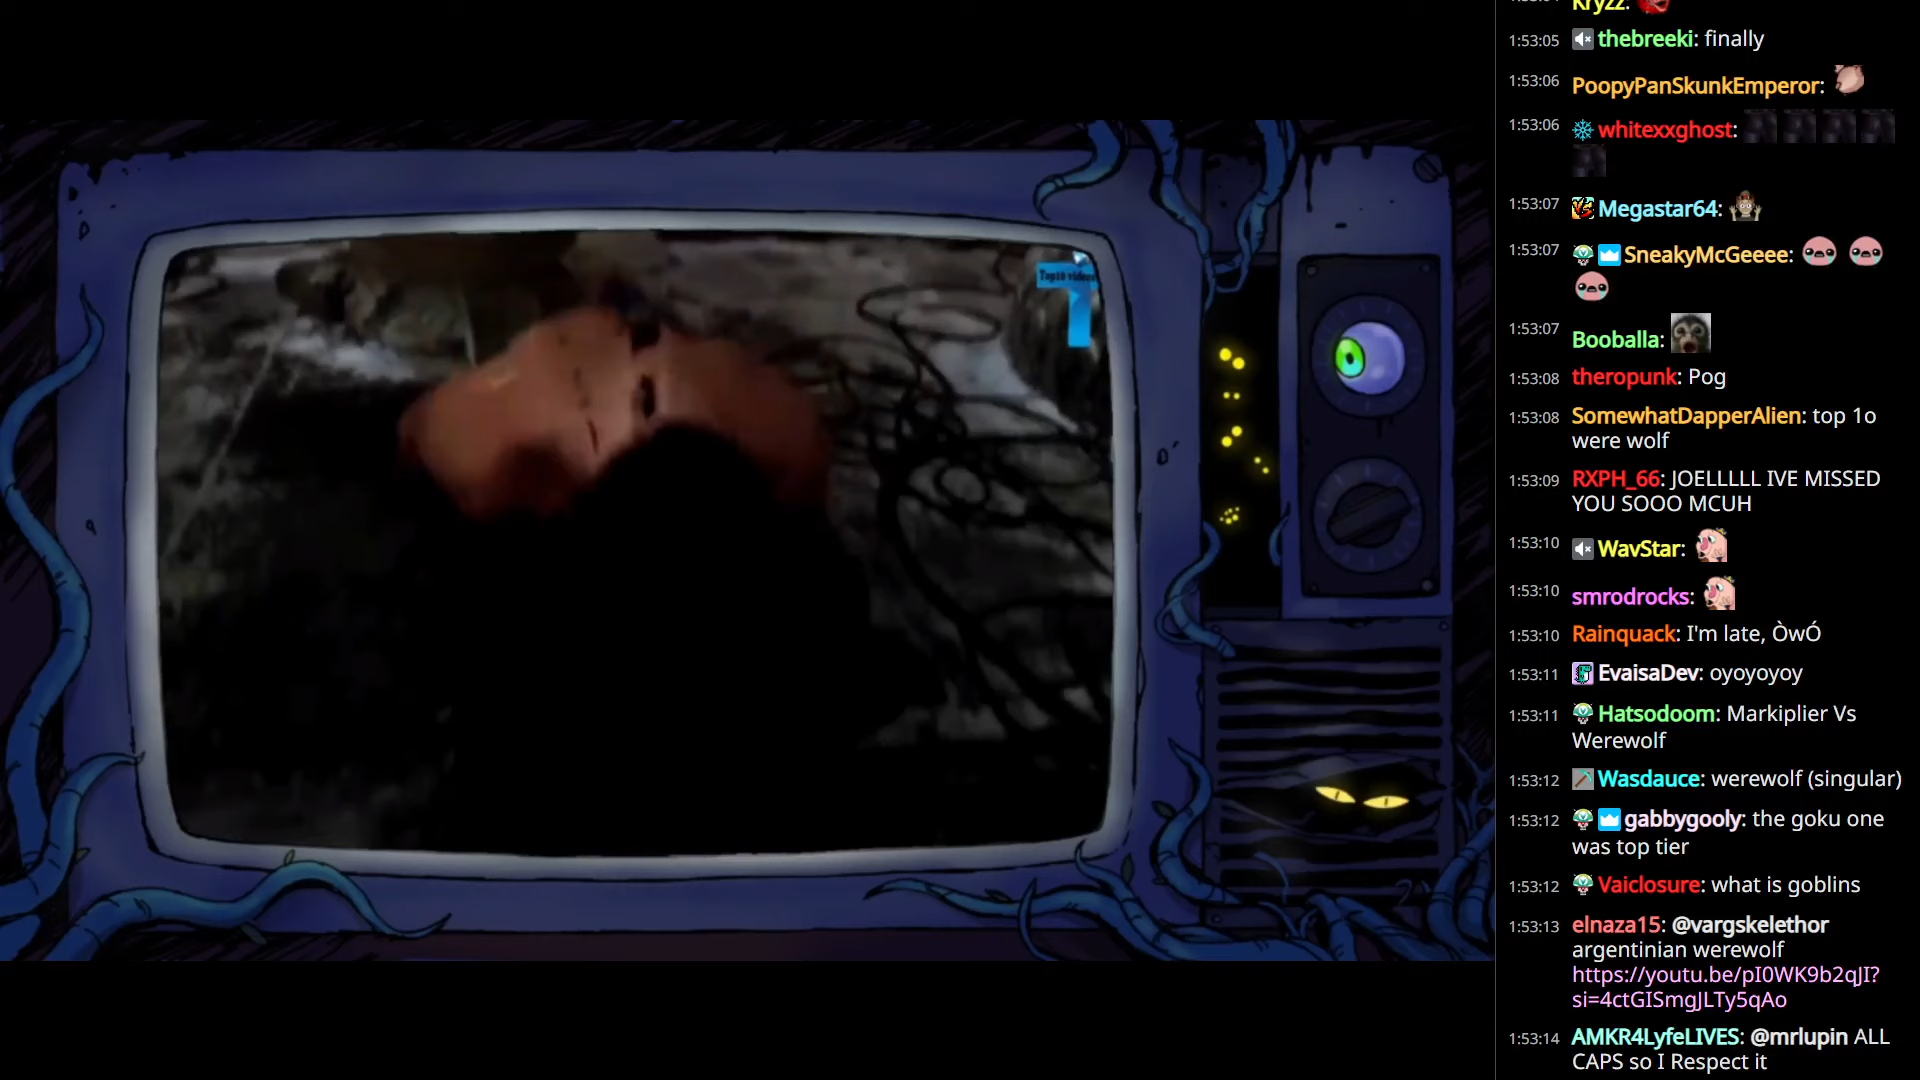 Kryzz:
1:53:05 thebreeki: finally
1:53:06 PoopyPanSkunkEmperor:
1:53:06 whitexxghost:
1:53:07 Megastar64:
1:53:07 SneakyMcGeeee:
1:53:07 Booballa:
1:53:08 theropunk: Pog
1:53:08 SomewhatDapperAlien: top 1o
were wolf
1:53:09 RXPH_66: JOELLLLL IVE MISSED
YOU SOOO MCUH
1:53:10 WavStar:
1:53:10 smrodrocks:
1:53:10 Rainquack: I'm late, ÒwÓ
1:53:11 EvaisaDev: oyoyoyoy
1:53:11 Hatsodoom: Markiplier Vs
Werewolf
1:53:12 Wasdauce: werewolf (singular)
1:53:12 gabbygooly: the goku one
was top tier
1:53:12 Vaiclosure: what is goblins
1:53:13 elnaza15: @vargskelethor
argentinian werewolf
https://youtu.be/pI0WK9b2qJI?
si=4ctGISmgJLTy5qAo
1:53:14 AMKR4LyfeLIVES: @mrlupin ALL
CAPS so I Respect it
Top10 videos